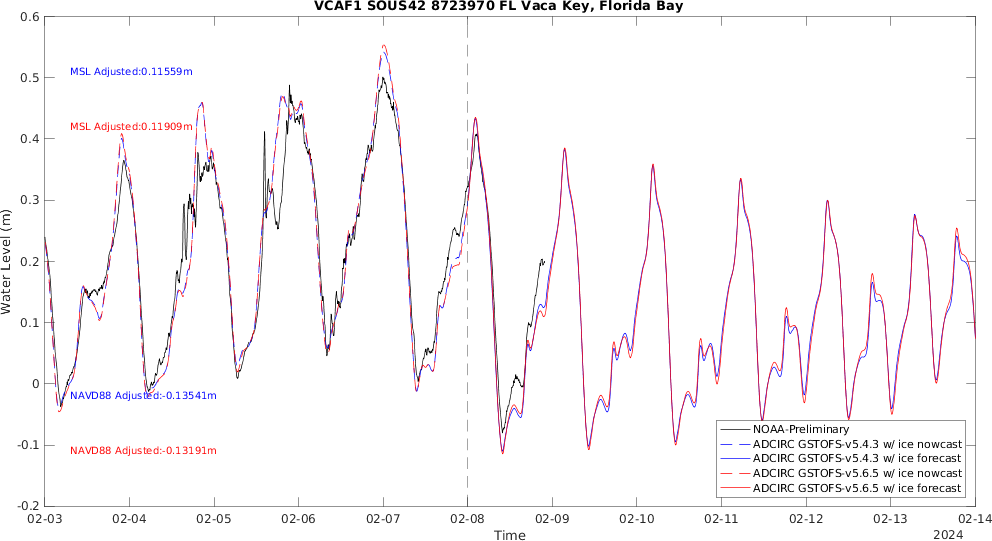 VCAF1 SOUS42 8723970 FL Vaca Key, Florida Bay
0.6
0.5
0.4
0.3
0.2
0.1
0
-0.1
-0.2
Water Level (m)
MSL Adjusted:0.11559m
MSL Adjusted:0.11909m
NAVD88 Adjusted:-0.13541m
NAVD88 Adjusted:-0.13191m
NOAA-Preliminary
ADCIRC GSTOFS-v5.4.3 w/ ice nowcast
ADCIRC GSTOFS-v5.4.3 w/ ice forecast
ADCIRC GSTOFS-v5.6.5 w/ ice nowcast
ADCIRC GSTOFS-v5.6.5 w/ ice forecast
02-03 02-04 02-05 02-06 02-07 02-08 02-09 02-10 02-11 02-12 02-13 02-14
Time
2024